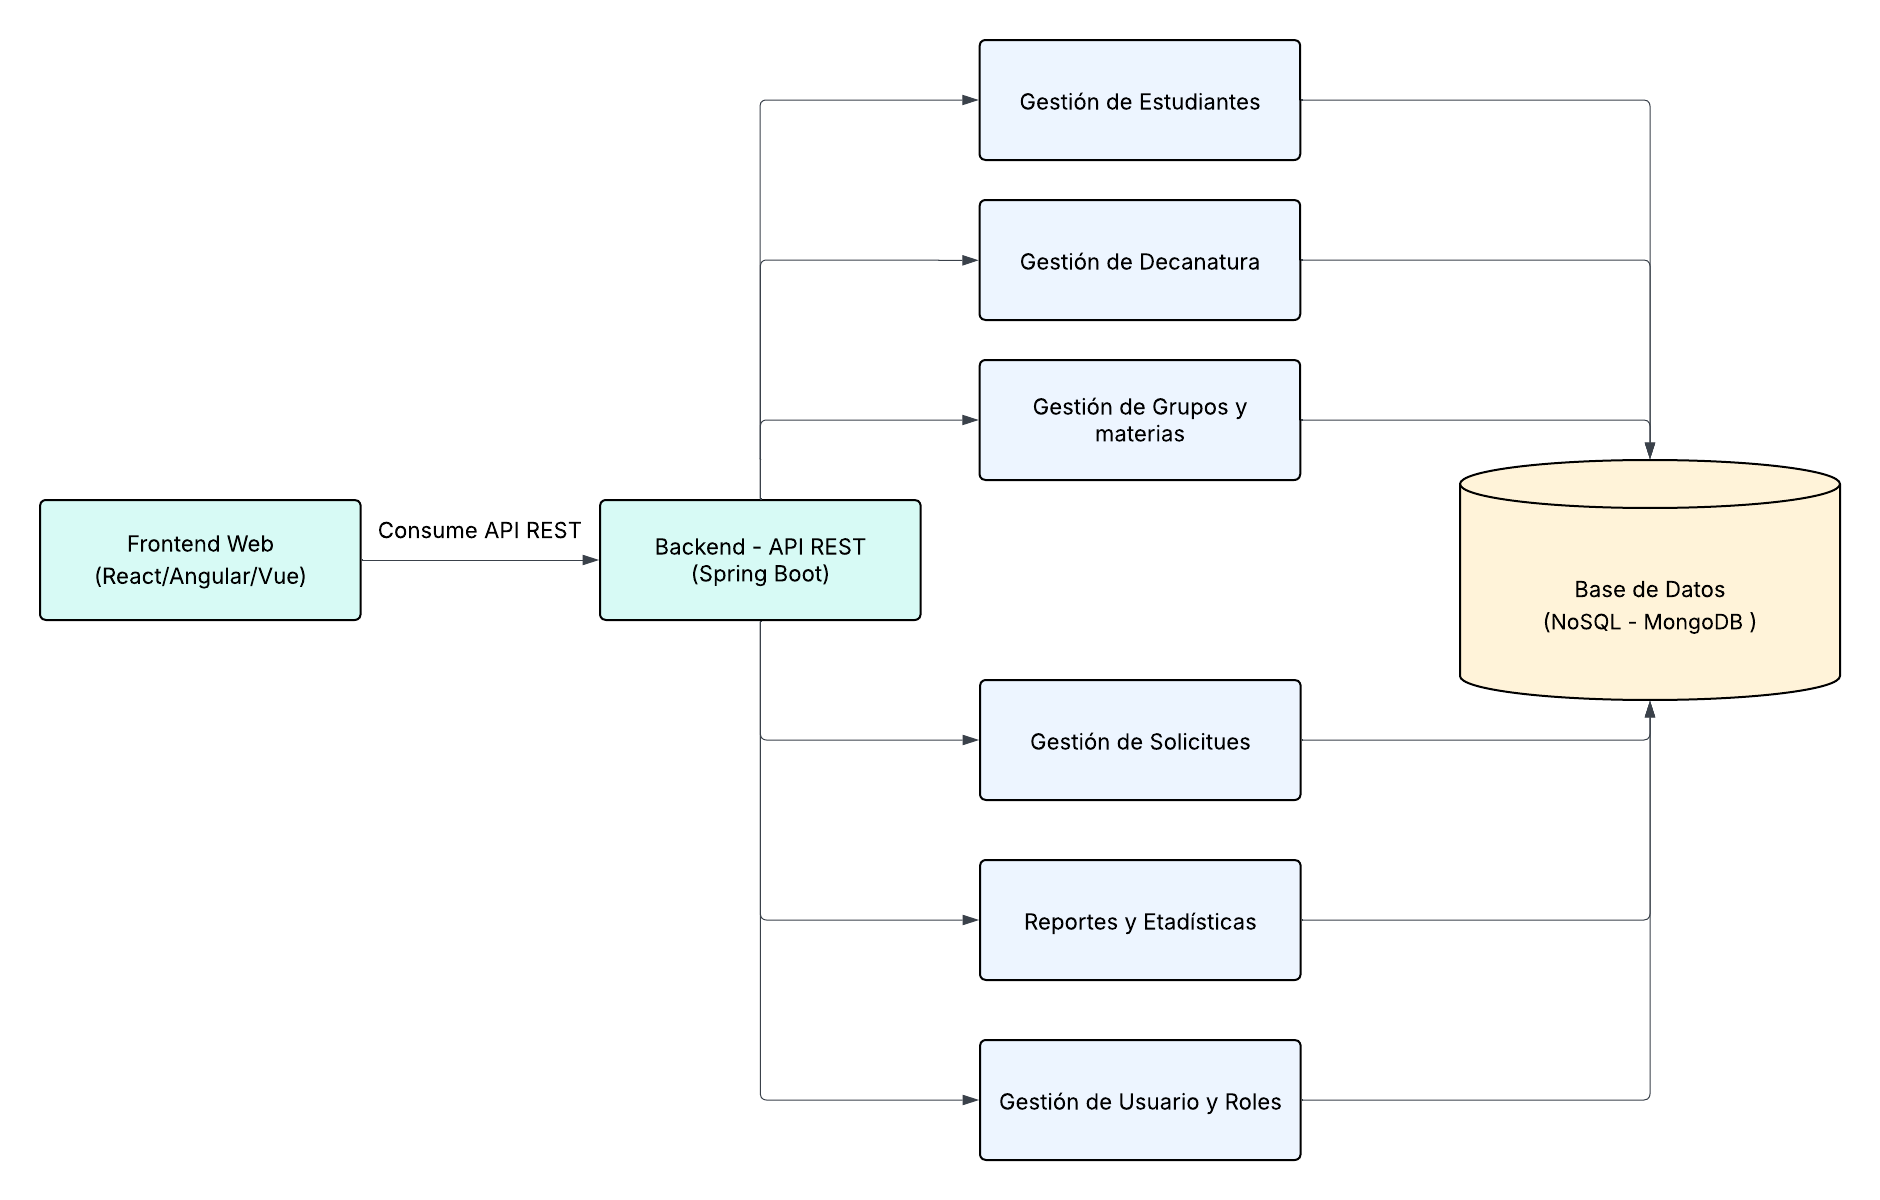 Gestión de Estudiantes
Gestión de Decanatura
Gestión de Grupos y
materias
Frontend Web
(React/Angular/Vue)
Consume API REST
Backend - API REST
(Spring Boot)
Base de Datos
(NoSQL - MongoDB )
Gestión de Solicitues
Reportes y Etadísticas
Gestión de Usuario y Roles